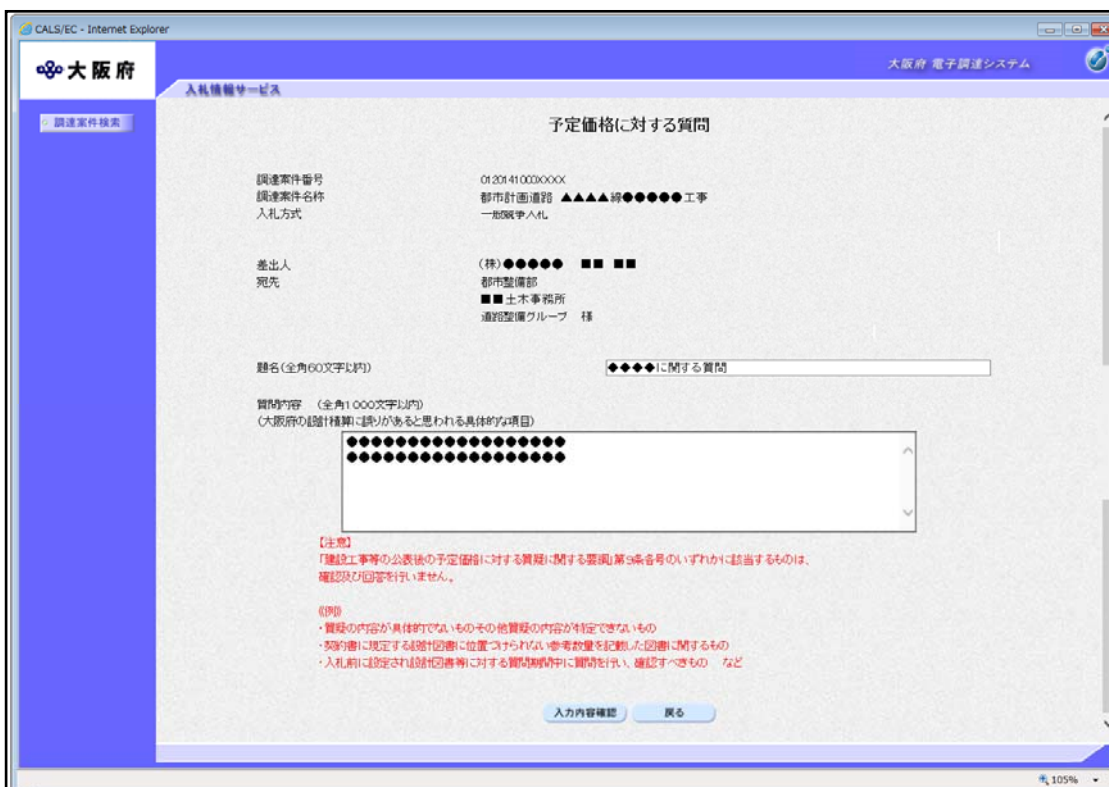 CALS/EC - Internet Explorer
大阪府
大阪府 電子調達システム
入札情報サービス
調達案件検索
予定価格に対する質問
調達案件番号 0120141000XXXX
調達案件名称 都市計画道路 ▲▲▲▲線●●●●●工事
入札方式 一般競争入札
差出人 (株)●●●●● ■■ ■■
宛先 都市整備部
■■土木事務所
道路整備グループ 様
題名(全角60文字以内) ◆◆◆◆に関する質問
質問内容 (全角1000文字以内)
(大阪府の設計積算に誤りがあると思われる具体的な項目)
●●●●●●●●●●●●●●●●●●
●●●●●●●●●●●●●●●●●●
【注意】
「建設工事等の公表後の予定価格に対する質疑に関する要綱」第9条各号のいずれかに該当するものは、
確認及び回答を行いません。
《例》
・質疑の内容が具体的でないものその他質疑の内容が特定できないもの
・契約書に規定する設計図書に位置づけられない参考数量を記載した図書に関するもの
・入札前に設定され設計図書等に対する質問期間中に質問を行い、確認すべきもの など
入力内容確認 戻る
105%